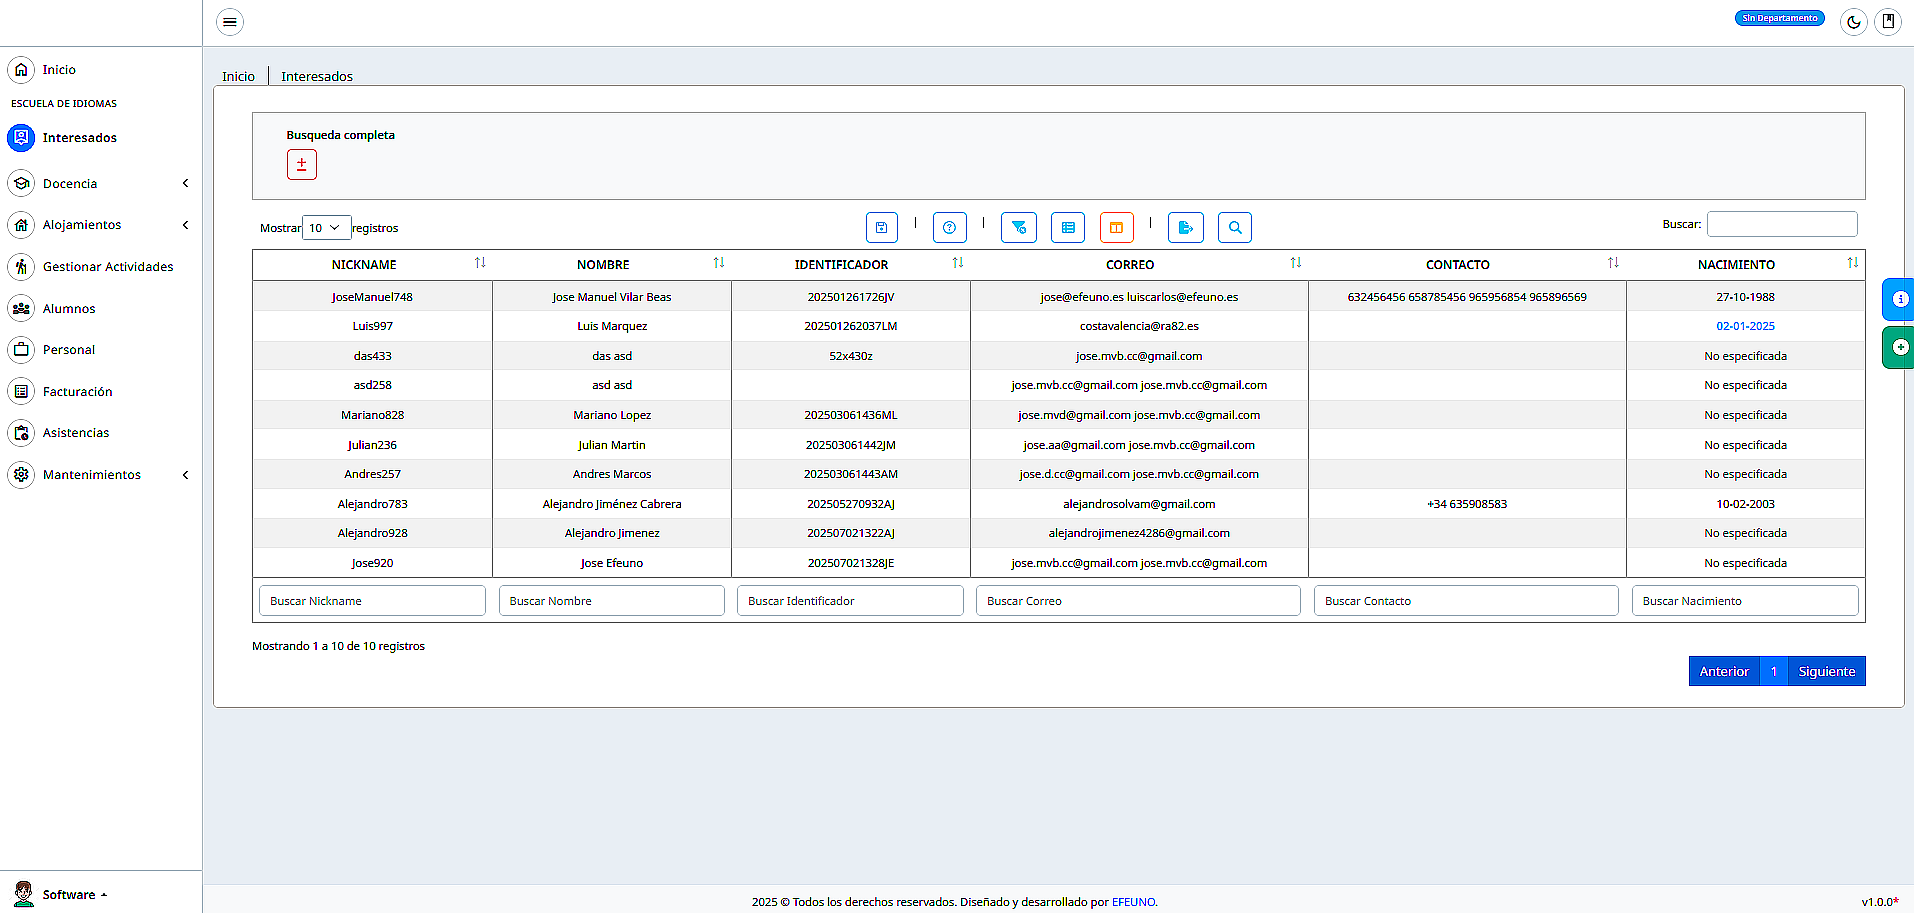 Sin Departamento
Inicio
ESCUELA DE IDIOMAS
Interesados
Docencia
Alojamientos
Gestionar Actividades
Alumnos
Personal
Facturación
Asistencias
Mantenimientos
Software
Inicio | Interesados
Busqueda completa
Mostrar 10 registros
Buscar:
NICKNAME NOMBRE IDENTIFICADOR CORREO CONTACTO NACIMIENTO
JoseManuel748 Jose Manuel Vilar Beas 202501261726JV jose@efeuno.es luiscarlos@efeuno.es 632456456 658785456 965956854 965896569 27-10-1988
Luis997 Luis Marquez 202501262037LM costavalencia@ra82.es 02-01-2025
das433 das asd 52x430z jose.mvb.cc@gmail.com No especificada
asd258 asd asd jose.mvb.cc@gmail.com jose.mvb.cc@gmail.com No especificada
Mariano828 Mariano Lopez 202503061436ML jose.mvd@gmail.com jose.mvb.cc@gmail.com No especificada
Julian236 Julian Martin 202503061442JM jose.aa@gmail.com jose.mvb.cc@gmail.com No especificada
Andres257 Andres Marcos 202503061443AM jose.d.cc@gmail.com jose.mvb.cc@gmail.com No especificada
Alejandro783 Alejandro Jiménez Cabrera 202505270932AJ alejandrosolvam@gmail.com +34 635908583 10-02-2003
Alejandro928 Alejandro Jimenez 202507021322AJ alejandrojimenez4286@gmail.com No especificada
Jose920 Jose Efeuno 202507021328JE jose.mvb.cc@gmail.com jose.mvb.cc@gmail.com No especificada
Buscar Nickname Buscar Nombre Buscar Identificador Buscar Correo Buscar Contacto Buscar Nacimiento
Mostrando 1 a 10 de 10 registros
Anterior 1 Siguiente
2025 © Todos los derechos reservados. Diseñado y desarrollado por EFEUNO.
v1.0.0*